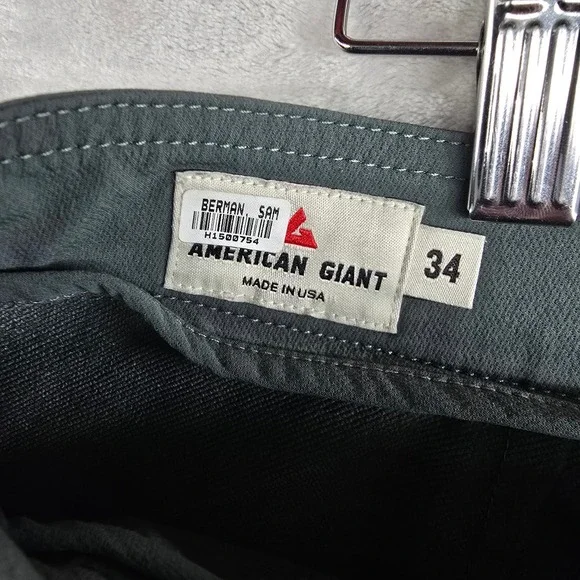 BERMAN, SAM
H1500754
AMERICAN GIANT
MADE IN USA
34